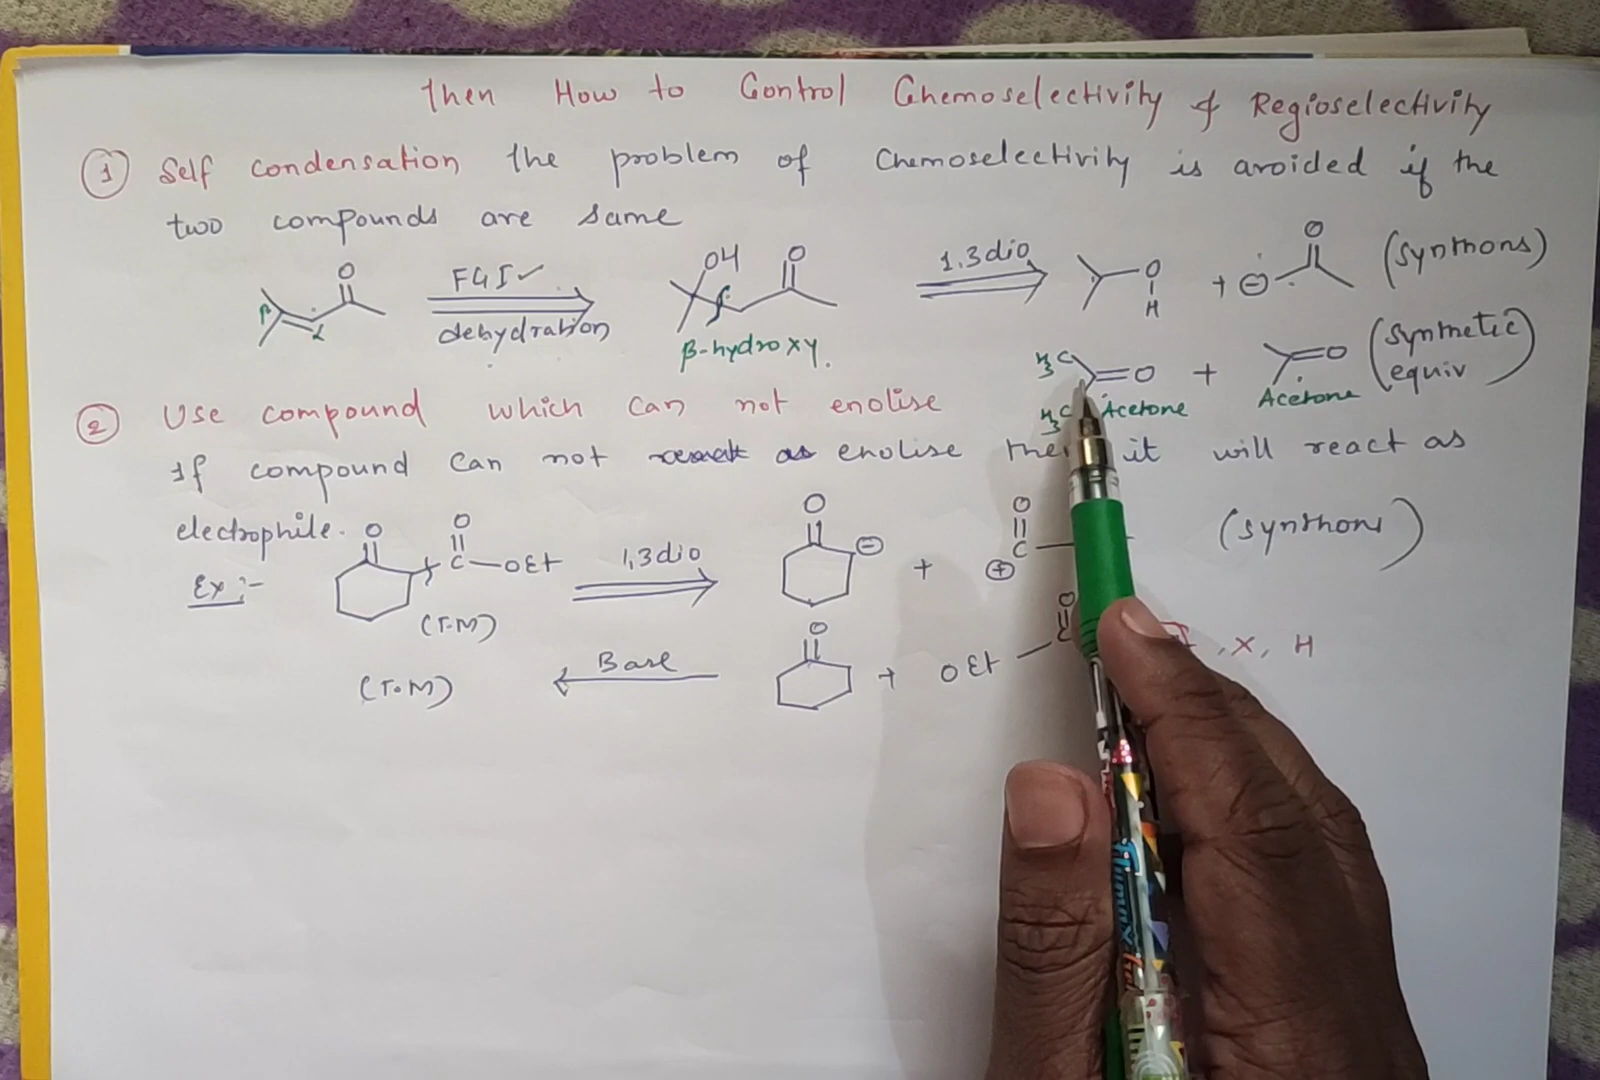 then How to Control Chemoselectivity & Regioselectivity
1 Self condensation the problem of Chemoselectivity is avoided if the
two compounds are same
O FGI✓ OH O 1.3 dio O O (synthons)
β α dehydration β-hydroxy. H + ⊖
H3C =O + =O (synthetic
H3C Acetone Acetone equiv)
2 Use compound which can not enolise
If compound can not as enolise it will react as
electrophile. O O O O (synthons)
Ex:- C—OEt 1,3 dio ⊖ + ⊕ C
(T.M) O O
(T.M) Base + OEt , X, H